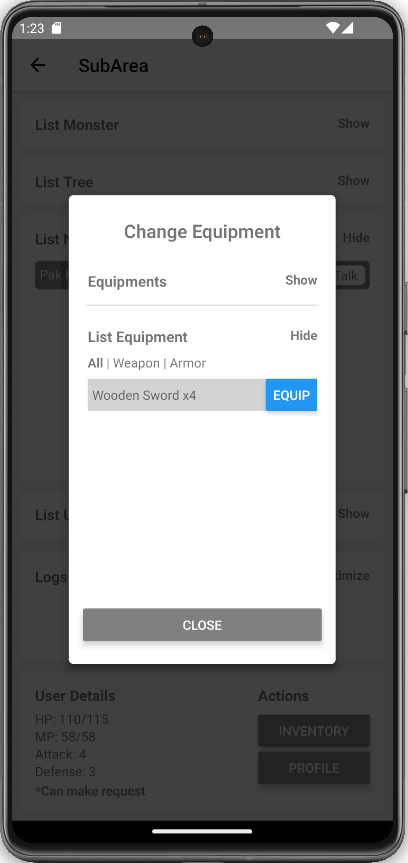 1:23
SubArea
List Monster Show
List Tree Show
List Hide
Change Equipment
Pak Talk
Equipments Show
List Equipment Hide
All | Weapon | Armor
Wooden Sword x4 EQUIP
List Show
Logs
CLOSE
User Details Actions
HP: 110/115
MP: 58/58
INVENTORY
Attack: 4
Defense: 3
PROFILE
*Can make request